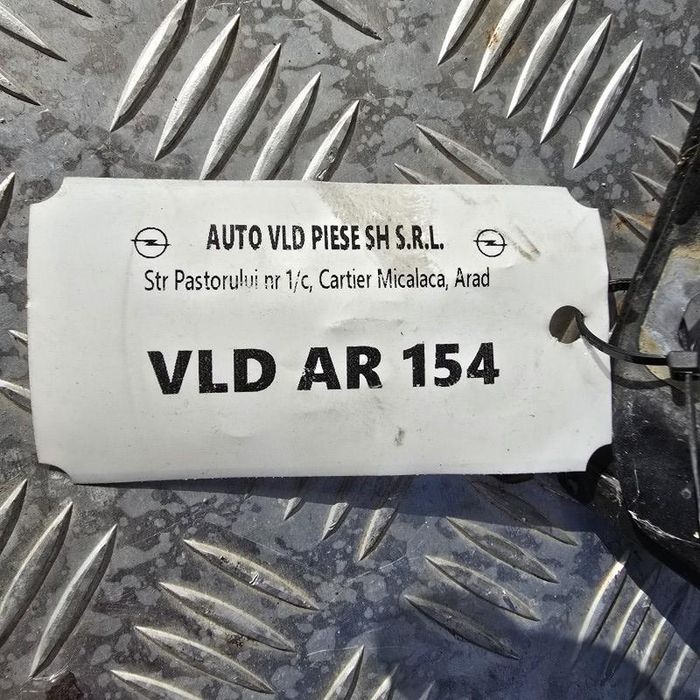 AUTO VLD PIESE SH S.R.L.
Str Pastorului nr 1/c, Cartier Micalaca, Arad
VLD AR 154